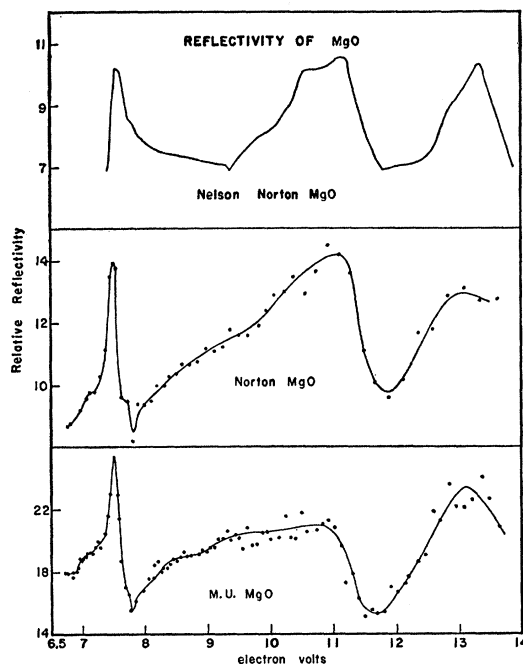 REFLECTIVITY OF MgO
11
9
7
Nelson Norton MgO
14
12
10
Norton MgO
Relative Reflectivity
22
18
14
M.U. MgO
6.5 7 8 9 10 11 12 13 14
electron volts